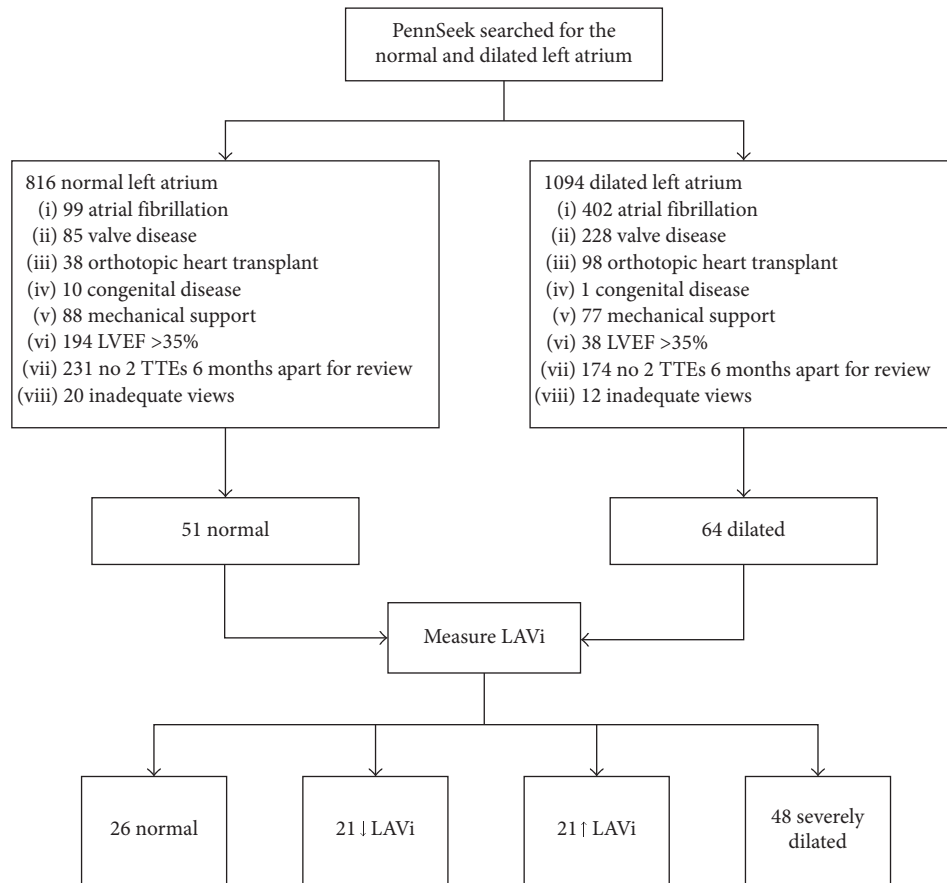 PennSeek searched for the
normal and dilated left atrium
816 normal left atrium
(i) 99 atrial fibrillation
(ii) 85 valve disease
(iii) 38 orthotopic heart transplant
(iv) 10 congenital disease
(v) 88 mechanical support
(vi) 194 LVEF >35%
(vii) 231 no 2 TTEs 6 months apart for review
(viii) 20 inadequate views
1094 dilated left atrium
(i) 402 atrial fibrillation
(ii) 228 valve disease
(iii) 98 orthotopic heart transplant
(iv) 1 congenital disease
(v) 77 mechanical support
(vi) 38 LVEF >35%
(vii) 174 no 2 TTEs 6 months apart for review
(viii) 12 inadequate views
51 normal
64 dilated
Measure LAVi
26 normal
21↓LAVi
21↑LAVi
48 severely
dilated